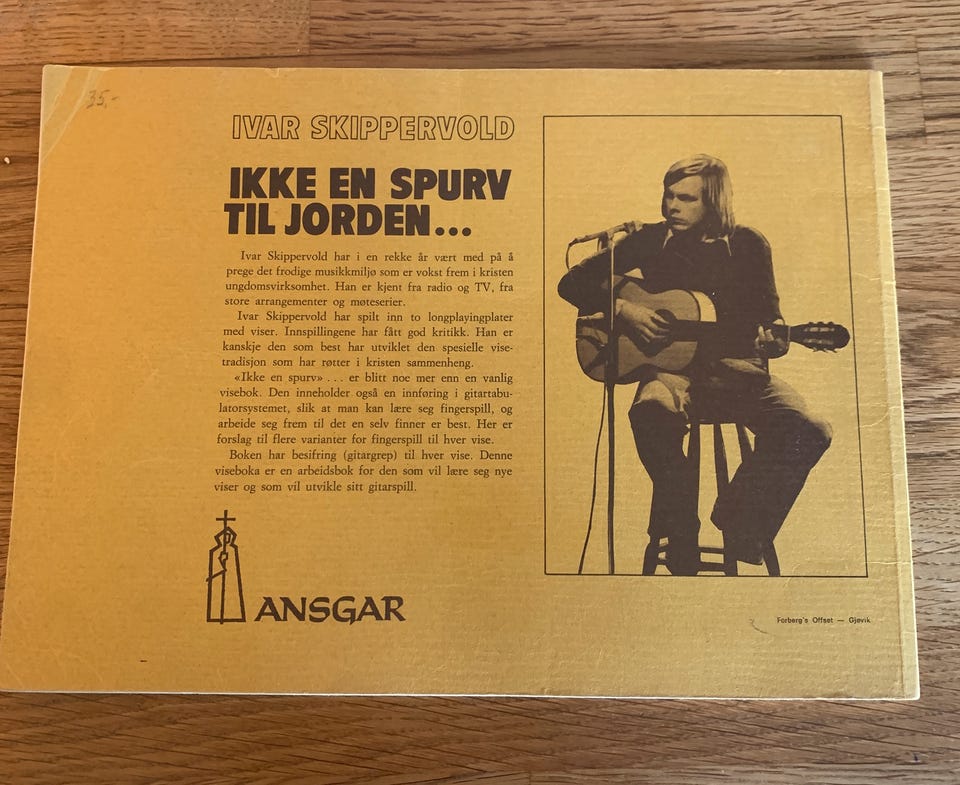 35,-
IVAR SKIPPERVOLD
IKKE EN SPURV
TIL JORDEN...
Ivar Skippervold har i en rekke år vært med på å
prege det frodige musikkmiljø som er vokst frem i kristen
ungdomsvirksomhet. Han er kjent fra radio og TV, fra
store arrangementer og møteserier.
Ivar Skippervold har spilt inn to longplayingplater
med viser. Innspillingene har fått god kritikk. Han er
kanskje den som best har utviklet den spesielle vise-
tradisjon som har røtter i kristen sammenheng.
«Ikke en spurv» ... er blitt noe mer enn en vanlig
visebok. Den inneholder også en innføring i gitartabu-
latorsystemet, slik at man kan lære seg fingerspill, og
arbeide seg frem til det en selv finner er best. Her er
forslag til flere varianter for fingerspill til hver vise.
Boken har besifring (gitargrep) til hver vise. Denne
viseboka er en arbeidsbok for den som vil lære seg nye
viser og som vil utvikle sitt gitarspill.
ANSGAR
Forberg's Offset — Gjøvik